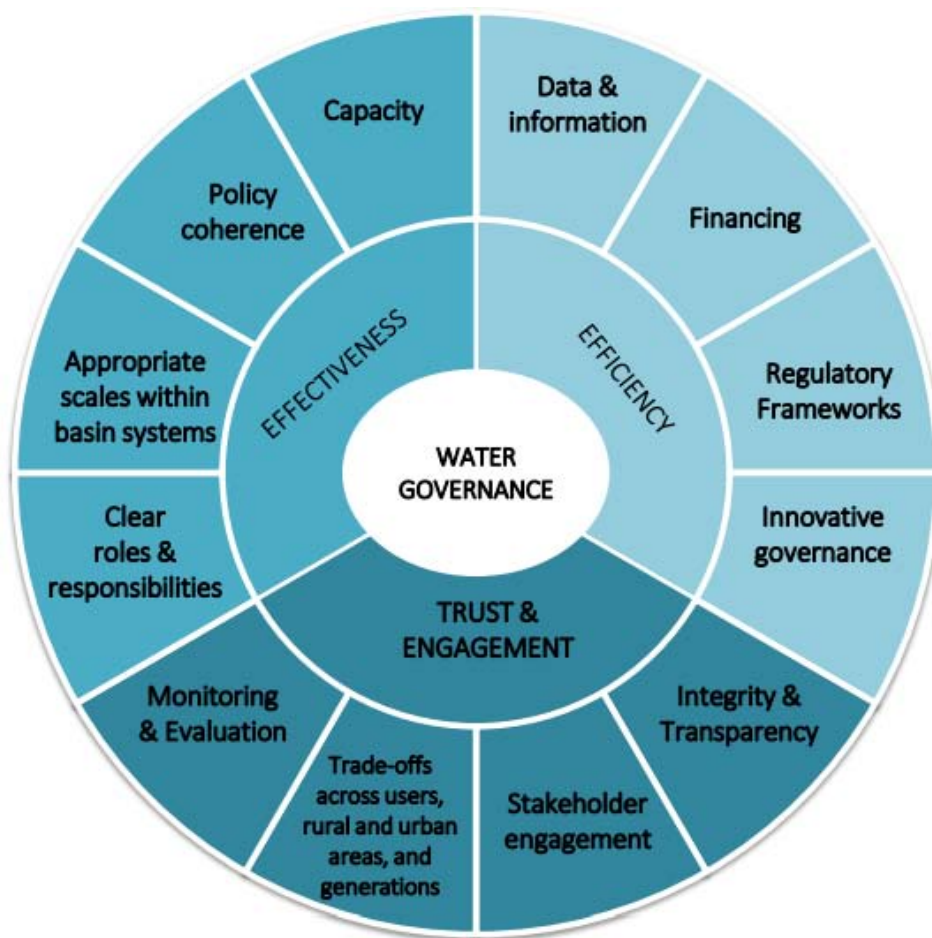 Capacity
Data &
information
Policy
coherence
Financing
EFFECTIVENESS
EFFICIENCY
Appropriate
scales within
basin systems
Regulatory
Frameworks
WATER
GOVERNANCE
Clear
roles &
responsibilities
Innovative
governance
TRUST &
ENGAGEMENT
Monitoring
& Evaluation
Integrity &
Transparency
Trade-offs
across users,
rural and urban
areas, and
generations
Stakeholder
engagement